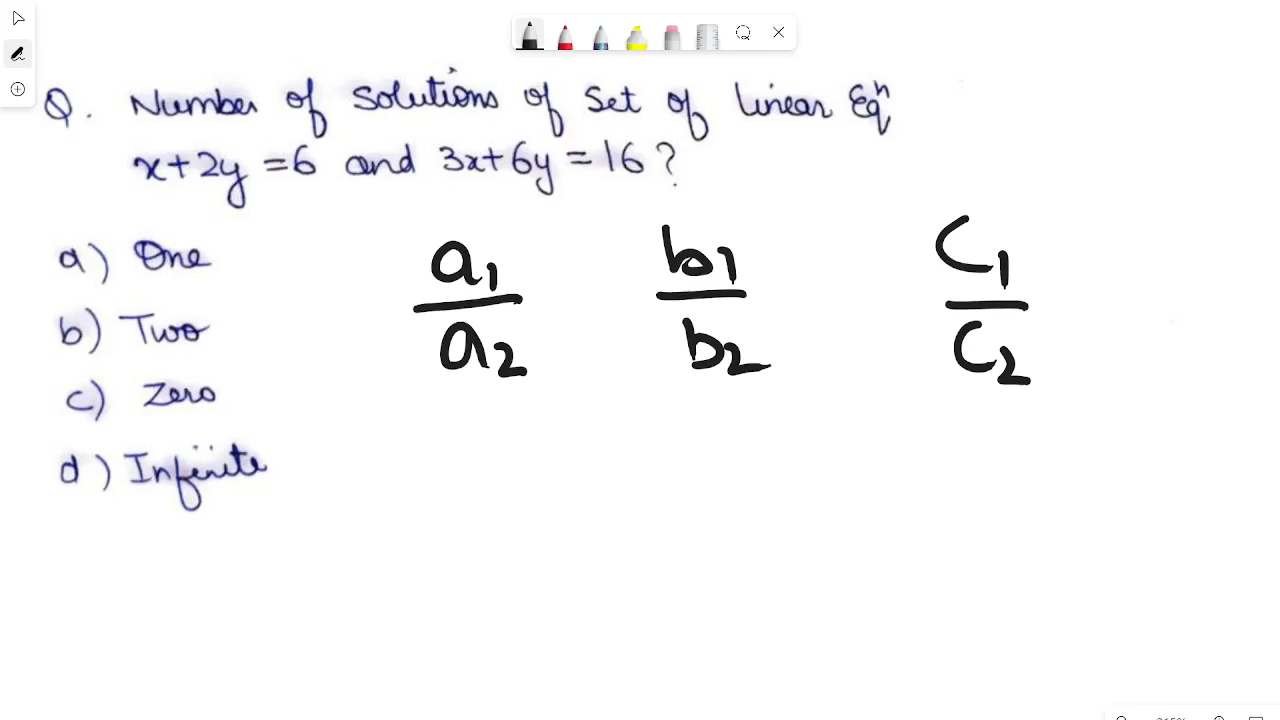 Q. Number of Solutions of Set of linear Eqⁿ
x+2y =6 and 3x+6y =16 ?
a) One
b) Two
c) Zero
d) Infinite
a1 b1 C1
a2 b2 C2